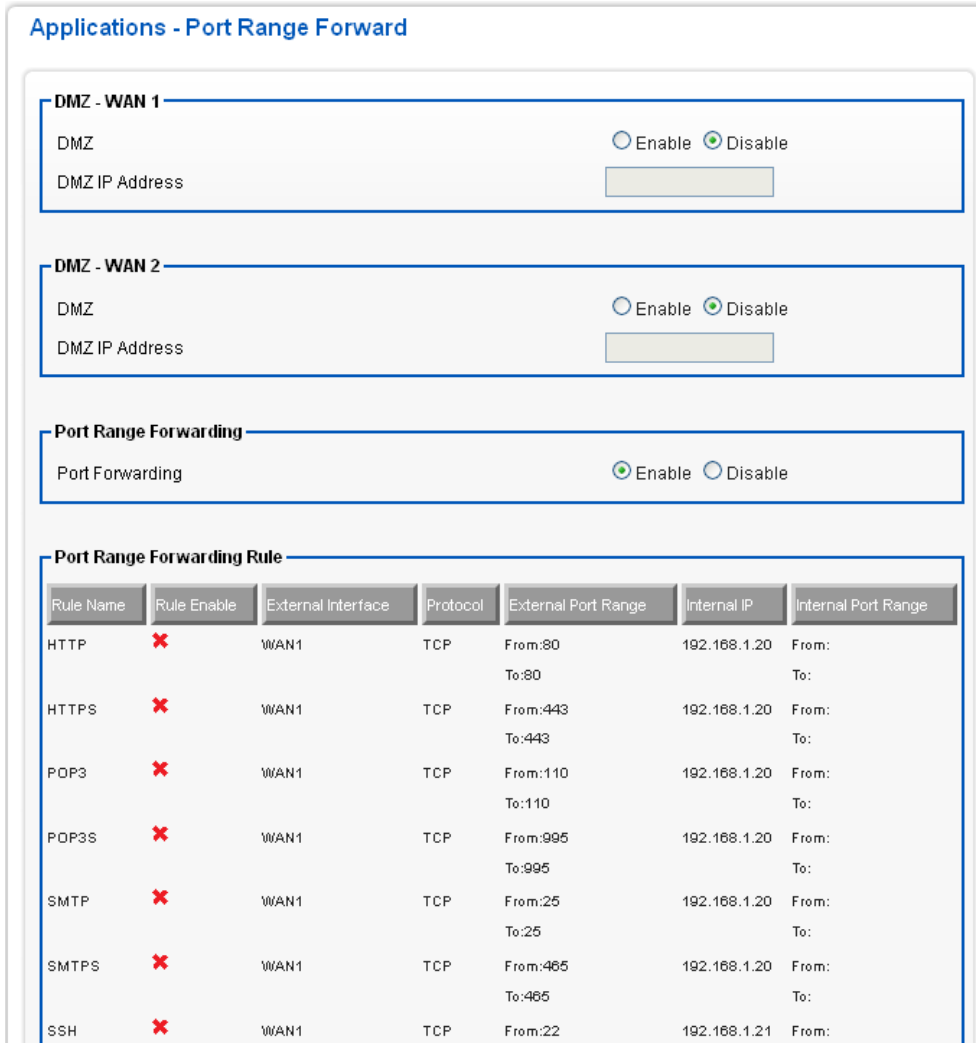 Applications - Port Range Forward
DMZ - WAN 1
DMZ Enable Disable
DMZ IP Address
DMZ - WAN 2
DMZ Enable Disable
DMZ IP Address
Port Range Forwarding
Port Forwarding Enable Disable
Port Range Forwarding Rule
Rule Name Rule Enable External Interface Protocol External Port Range Internal IP Internal Port Range
HTTP WAN1 TCP From:80 192.168.1.20 From:
To:80 To:
HTTPS WAN1 TCP From:443 192.168.1.20 From:
To:443 To:
POP3 WAN1 TCP From:110 192.168.1.20 From:
To:110 To:
POP3S WAN1 TCP From:995 192.168.1.20 From:
To:995 To:
SMTP WAN1 TCP From:25 192.168.1.20 From:
To:25 To:
SMTPS WAN1 TCP From:465 192.168.1.20 From:
To:465 To:
SSH WAN1 TCP From:22 192.168.1.21 From: